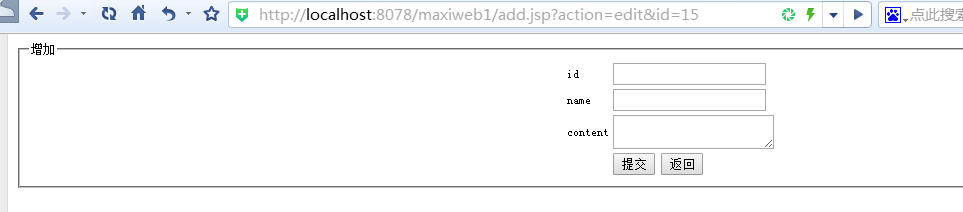 http://localhost:8078/maxiweb1/add.jsp?action=edit&id=15
点此搜索
增加
id
name
content
提交 返回